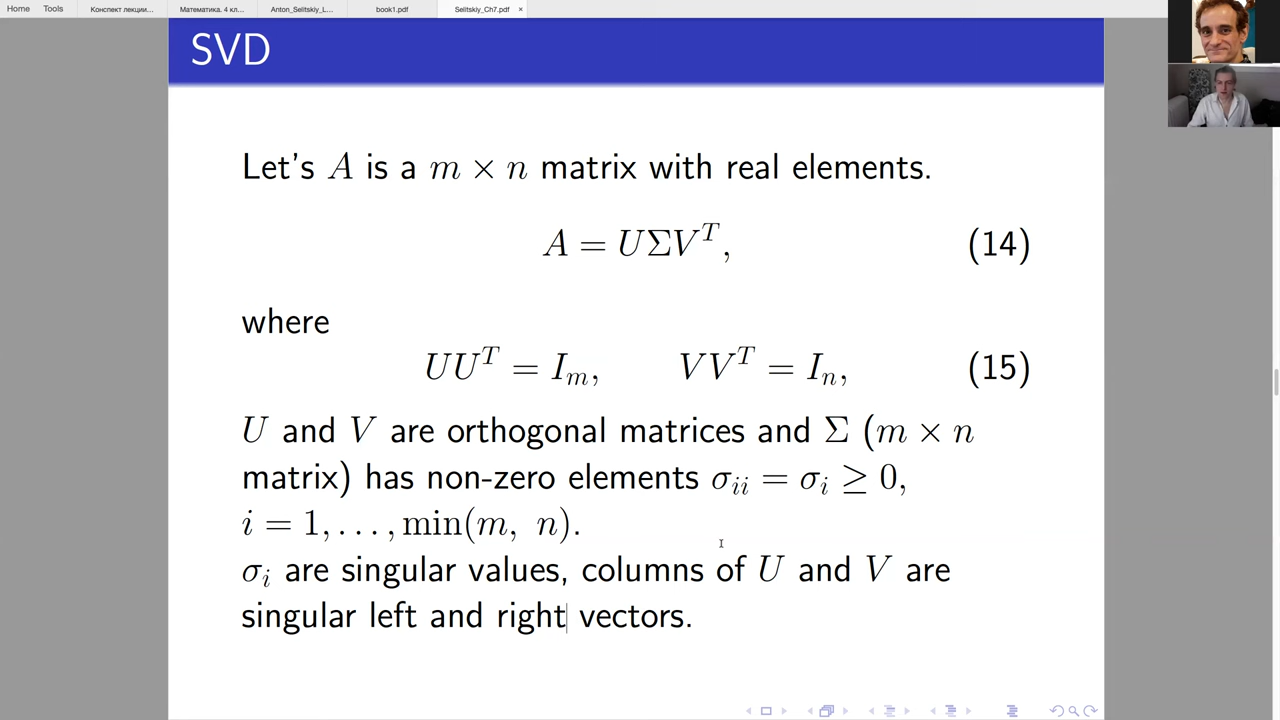 Home Tools Конспект лекции... Математика. 4 кл... Anton_Selitskiy_L... book1.pdf Selitskiy_Ch7.pdf ×
SVD
Let's A is a m × n matrix with real elements.
A = UΣV^T, (14)
where
UU^T = I_m, VV^T = I_n, (15)
U and V are orthogonal matrices and Σ (m × n
matrix) has non-zero elements σ_ii = σ_i ≥ 0,
i = 1, . . . , min(m, n).
σ_i are singular values, columns of U and V are
singular left and right vectors.